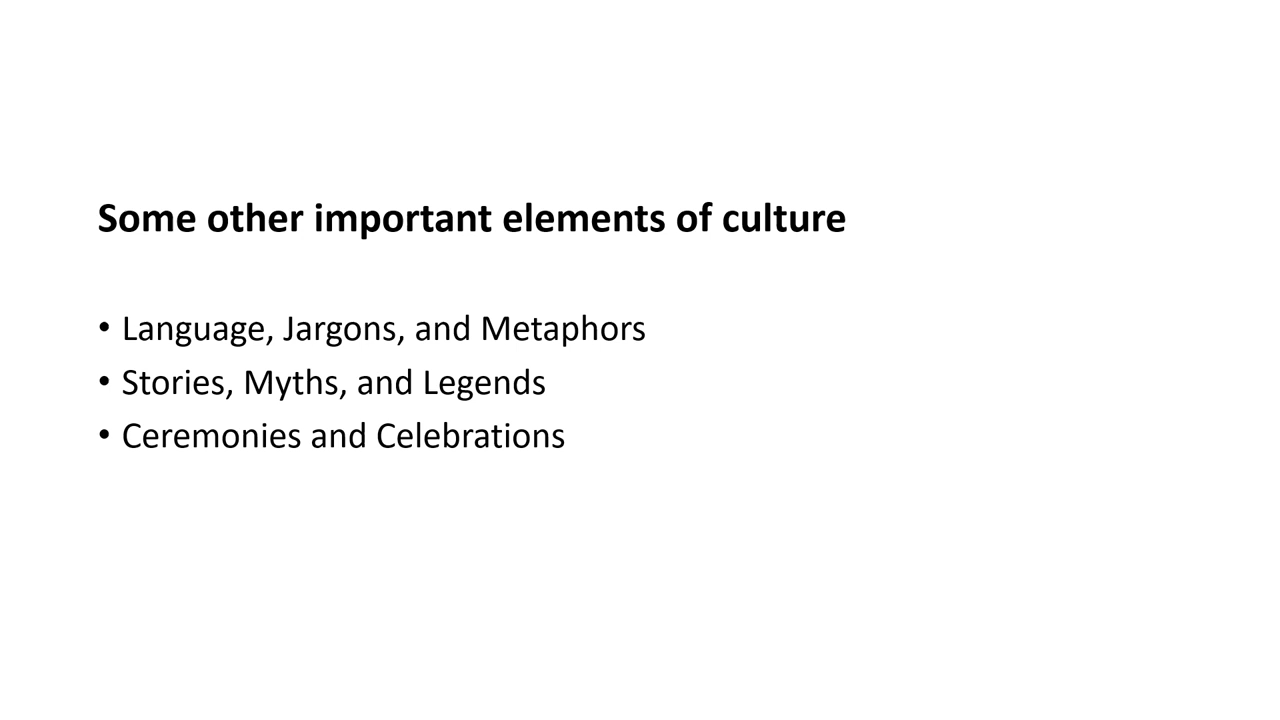 Some other important elements of culture
• Language, Jargons, and Metaphors
• Stories, Myths, and Legends
• Ceremonies and Celebrations